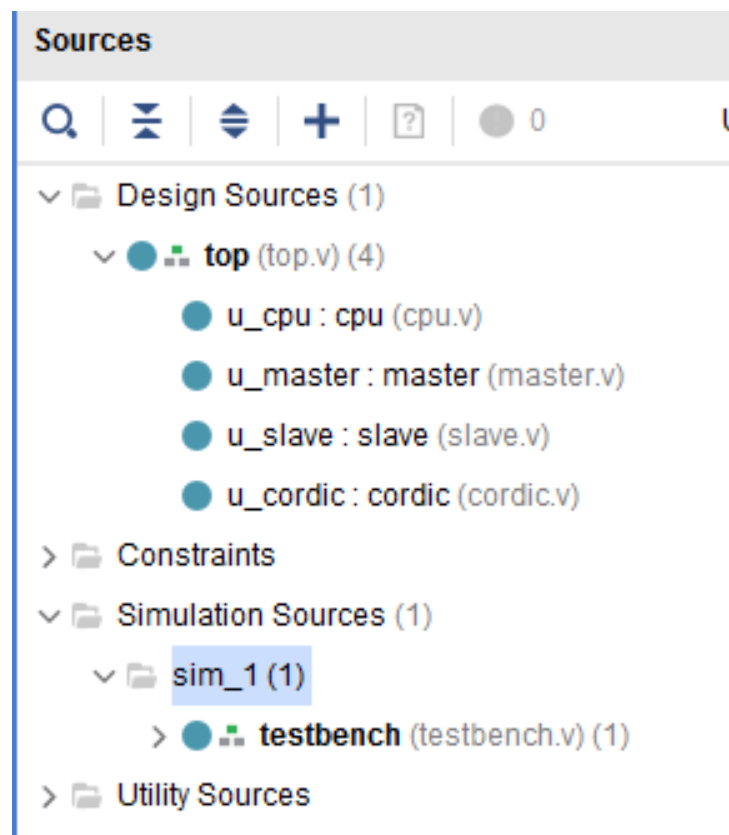 Sources
0
Design Sources (1)
top (top.v) (4)
u_cpu : cpu (cpu.v)
u_master : master (master.v)
u_slave : slave (slave.v)
u_cordic : cordic (cordic.v)
Constraints
Simulation Sources (1)
sim_1 (1)
testbench (testbench.v) (1)
Utility Sources